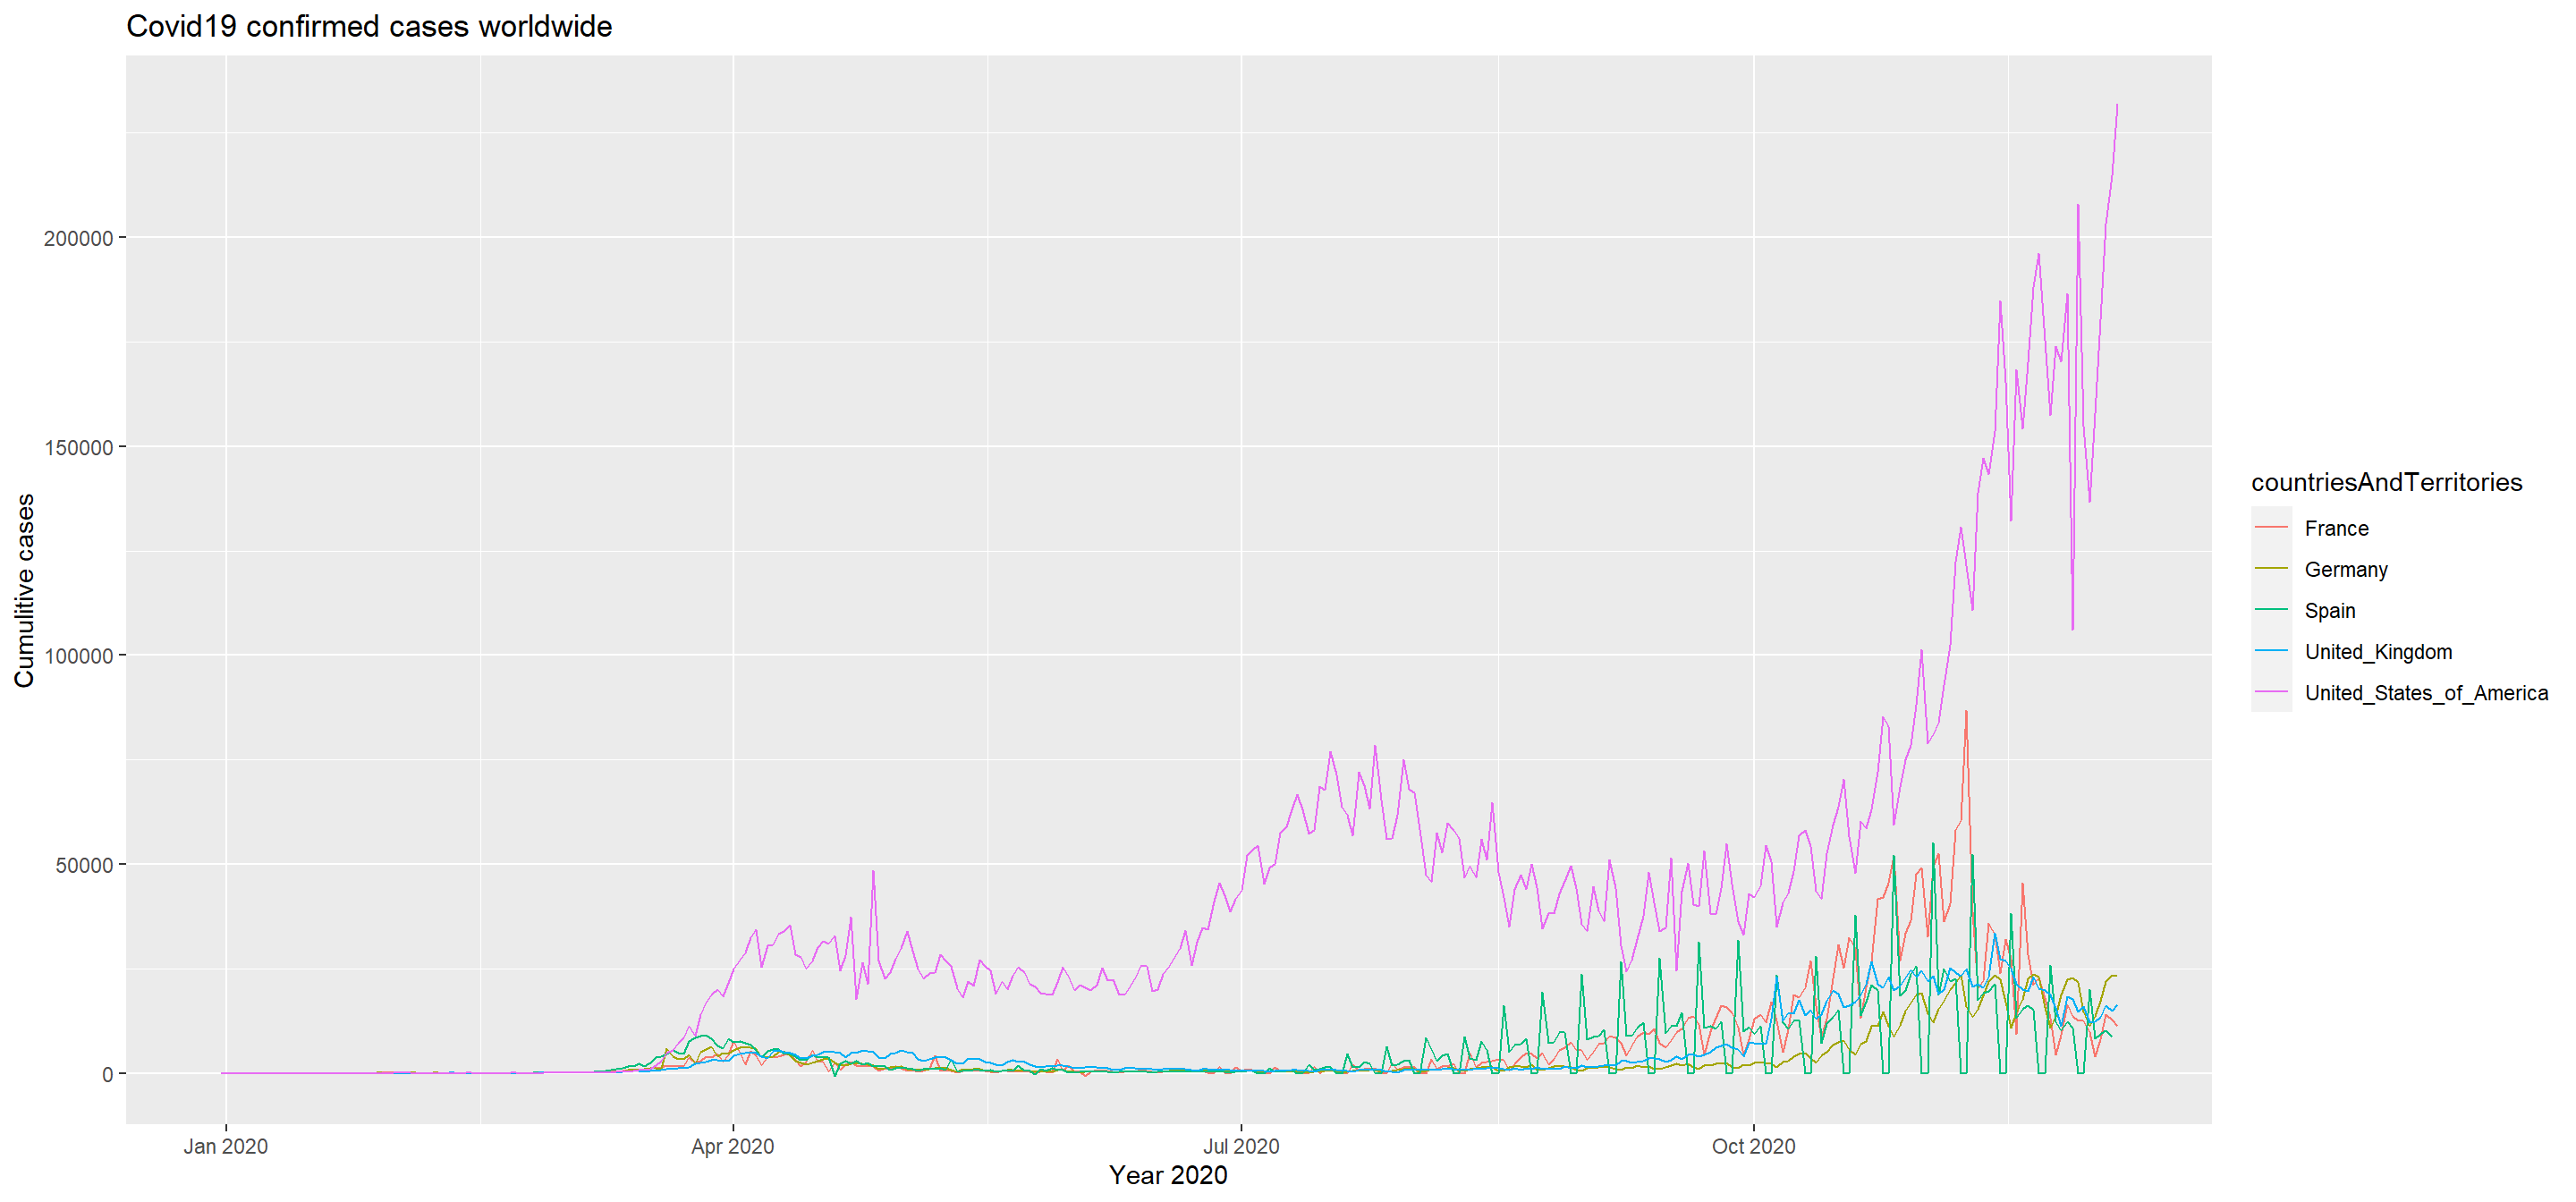 Covid19 confirmed cases worldwide
Cumulitive cases
200000
150000
100000
50000
0
Jan 2020
Apr 2020
Jul 2020
Oct 2020
Year 2020
countriesAndTerritories
France
Germany
Spain
United_Kingdom
United_States_of_America